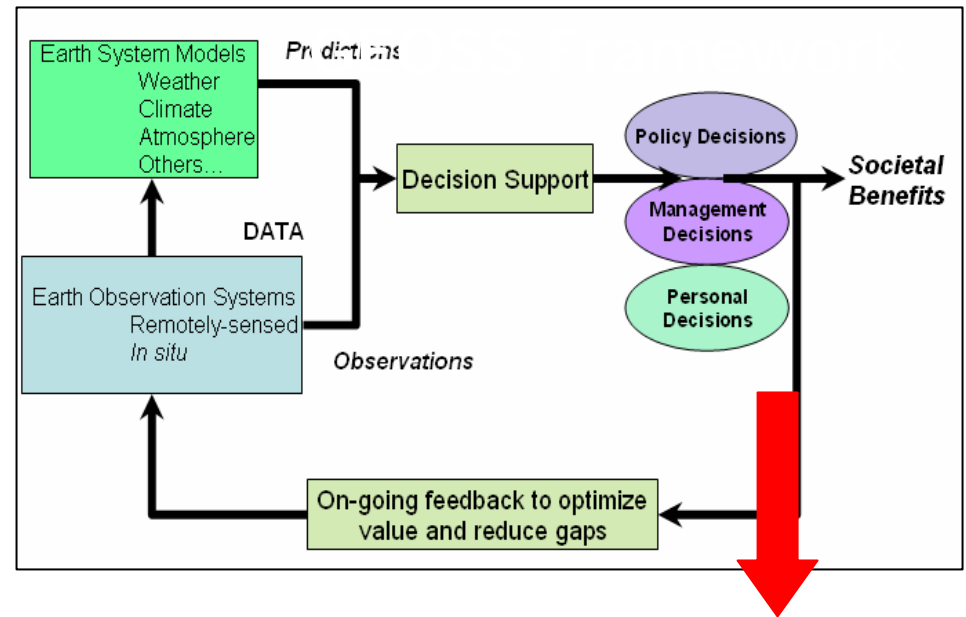 Earth System Models
Weather
Climate
Atmosphere
Others...
Predictions
DATA
Earth Observation Systems
Remotely-sensed
In situ
Observations
Decision Support
Policy Decisions
Management
Decisions
Personal
Decisions
Societal
Benefits
On-going feedback to optimize
value and reduce gaps